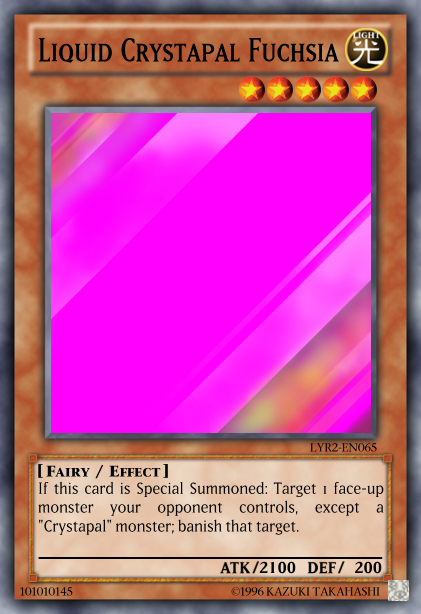 Liquid Crystapal Fuchsia
LIGHT
光
LYR2-EN065
[ Fairy / Effect ]
If this card is Special Summoned: Target 1 face-up
monster your opponent controls, except a
"Crystapal" monster; banish that target.
ATK/2100 DEF/ 200
101010145
©1996 KAZUKI TAKAHASHI